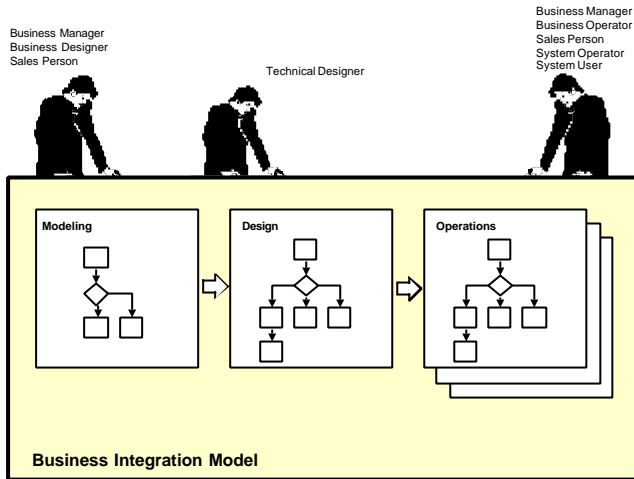 Business Manager
Business Designer
Sales Person
Technical Designer
Business Manager
Business Operator
Sales Person
System Operator
System User
Modeling
Design
Operations
Business Integration Model